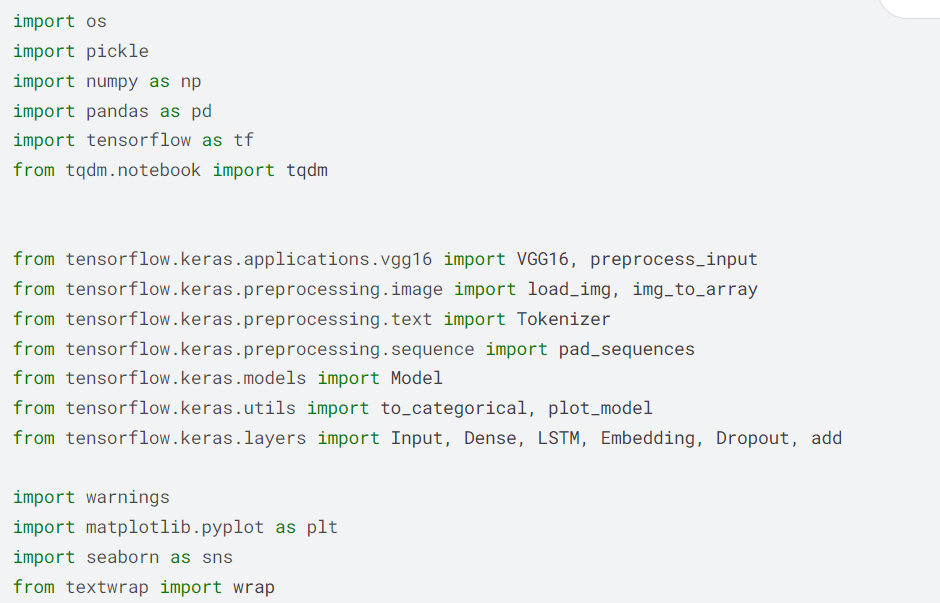 import os
import pickle
import numpy as np
import pandas as pd
import tensorflow as tf
from tqdm.notebook import tqdm
from tensorflow.keras.applications.vgg16 import VGG16, preprocess_input
from tensorflow.keras.preprocessing.image import load_img, img_to_array
from tensorflow.keras.preprocessing.text import Tokenizer
from tensorflow.keras.preprocessing.sequence import pad_sequences
from tensorflow.keras.models import Model
from tensorflow.keras.utils import to_categorical, plot_model
from tensorflow.keras.layers import Input, Dense, LSTM, Embedding, Dropout, add
import warnings
import matplotlib.pyplot as plt
import seaborn as sns
from textwrap import wrap